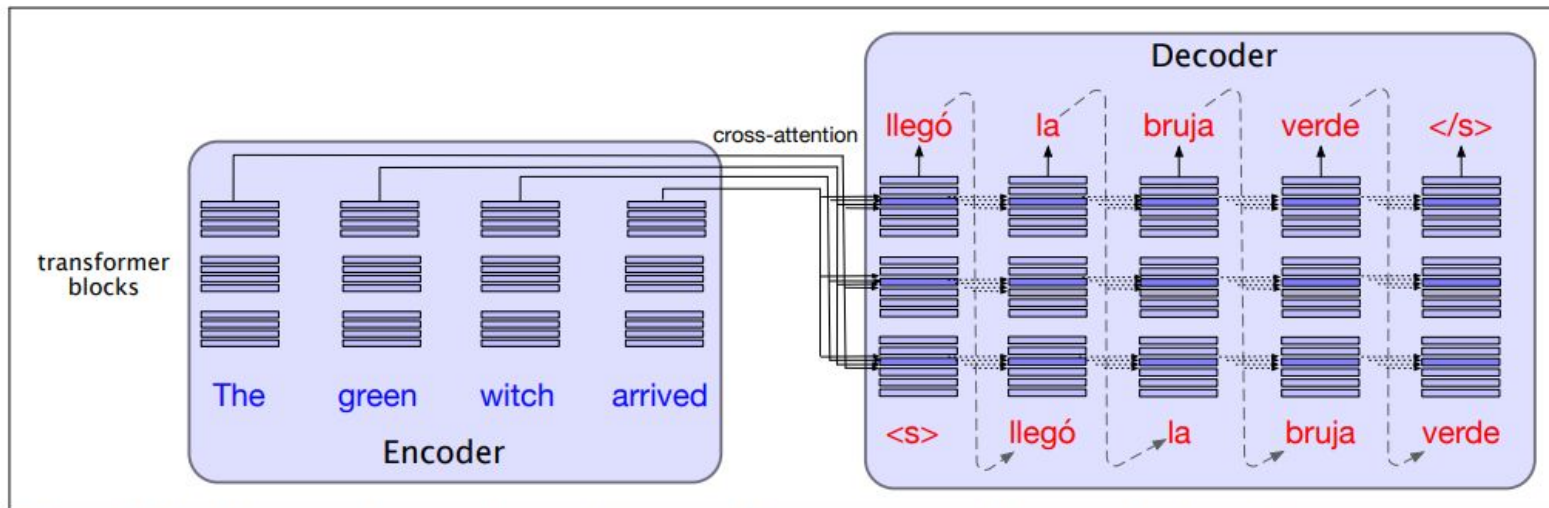 Decoder
cross-attention
llegó la bruja verde </s>
transformer
blocks
The green witch arrived
Encoder
<s> llegó la bruja verde